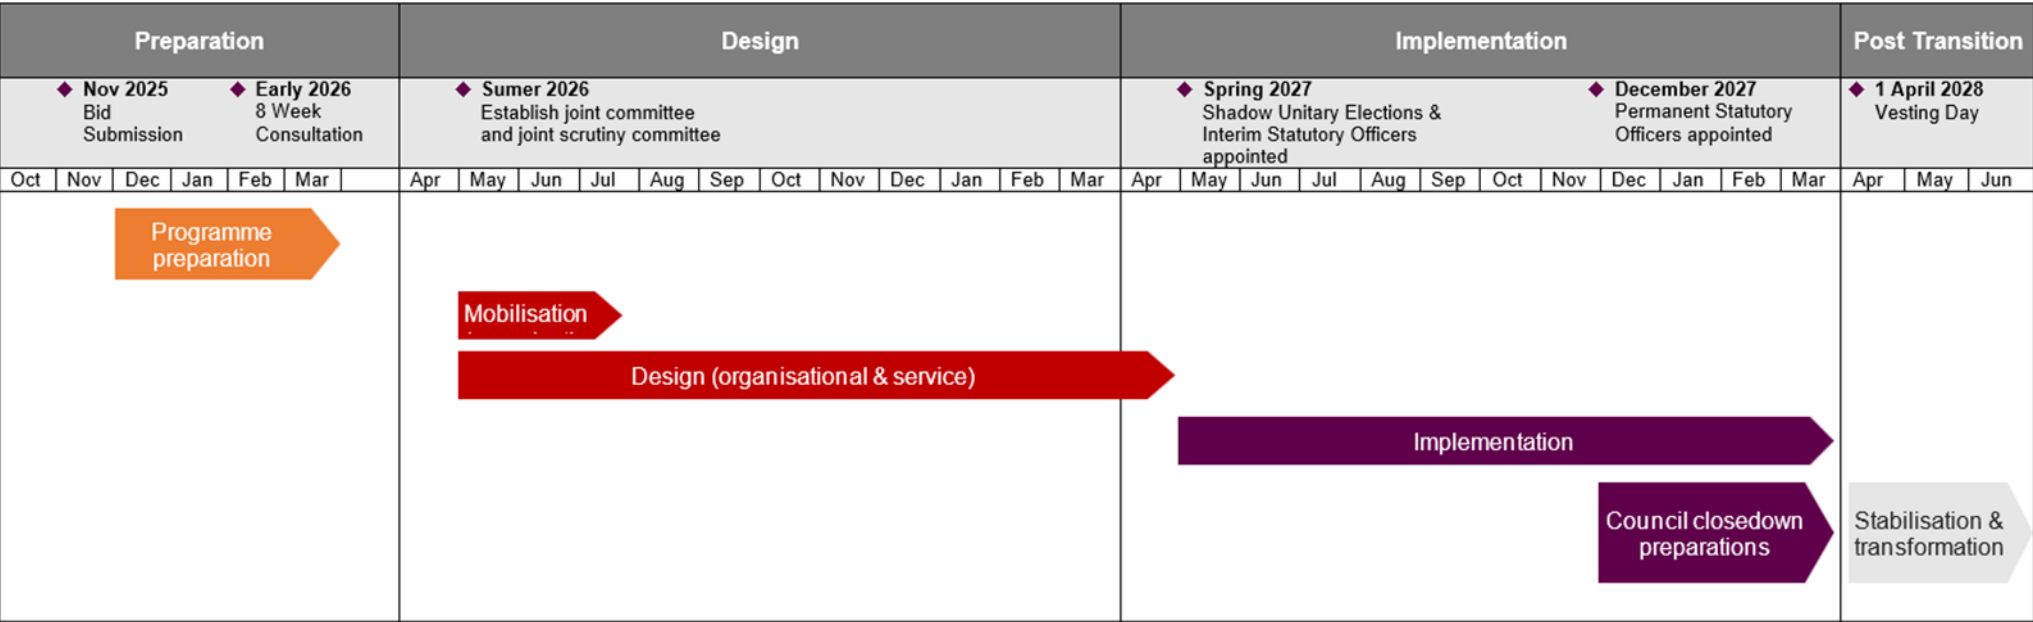 Preparation
Design
Implementation
Post Transition
Nov 2025
Bid
Submission
Early 2026
8 Week
Consultation
Sumer 2026
Establish joint committee
and joint scrutiny committee
Spring 2027
Shadow Unitary Elections &
Interim Statutory Officers
appointed
December 2027
Permanent Statutory
Officers appointed
1 April 2028
Vesting Day
Oct Nov Dec Jan Feb Mar Apr May Jun Jul Aug Sep Oct Nov Dec Jan Feb Mar Apr May Jun Jul Aug Sep Oct Nov Dec Jan Feb Mar Apr May Jun
Programme
preparation
Mobilisation
Design (organisational & service)
Implementation
Council closedown
preparations
Stabilisation &
transformation